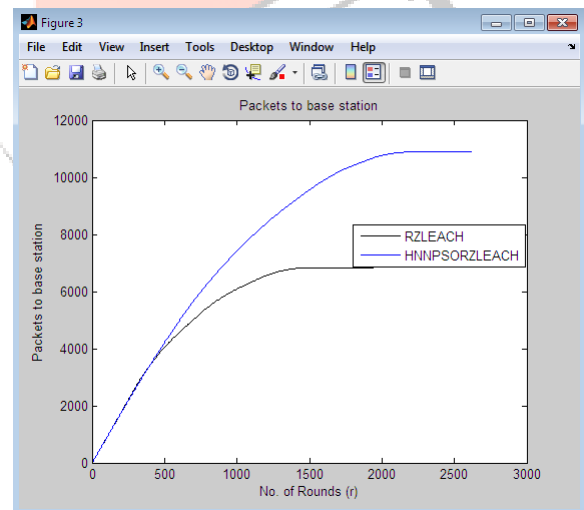 Figure 3
File Edit View Insert Tools Desktop Window Help
Packets to base station
12000
10000
8000
6000
4000
2000
0
Packets to base station
RZLEACH
HNNPSORZLEACH
0 500 1000 1500 2000 2500 3000
No. of Rounds (r)